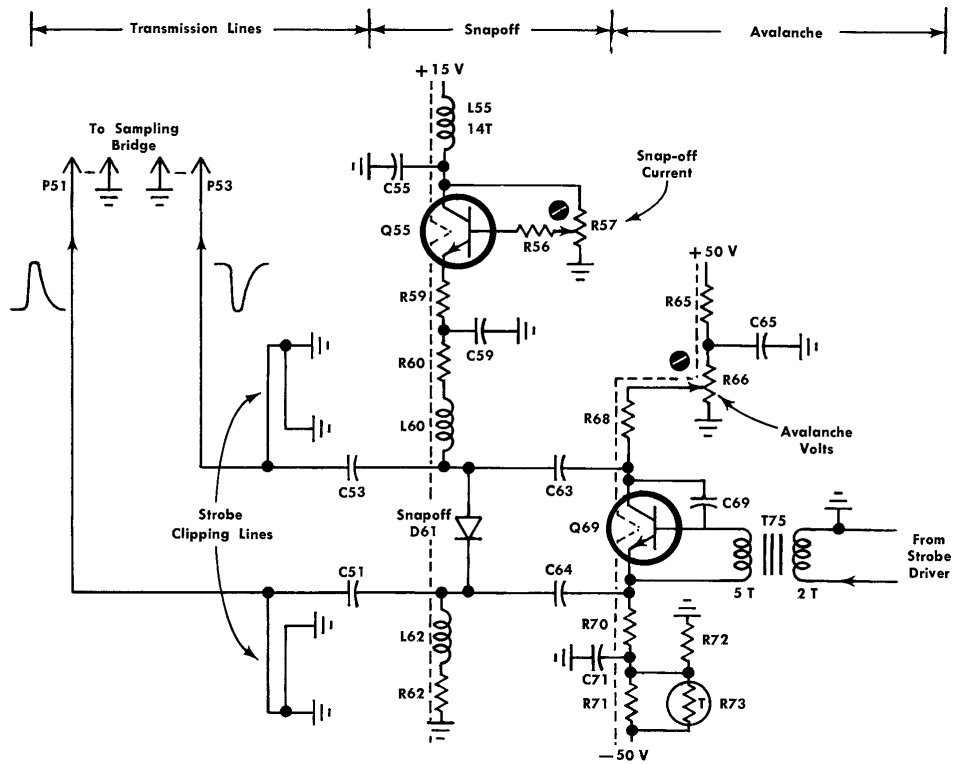 Transmission Lines
Snapoff
Avalanche
+15 V
L55
14T
To Sampling
Bridge
P51
P53
C55
Snap-off
Current
Q55
R56
R57
+50 V
R59
R65
C65
C59
R60
R66
L60
R68
Avalanche
Volts
C53
C63
Strobe
Clipping Lines
Snapoff
D61
Q69
C69
T75
From
Strobe
Driver
C51
C64
5 T
2 T
L62
R70
R72
C71
R62
R71
T
R73
—50 V